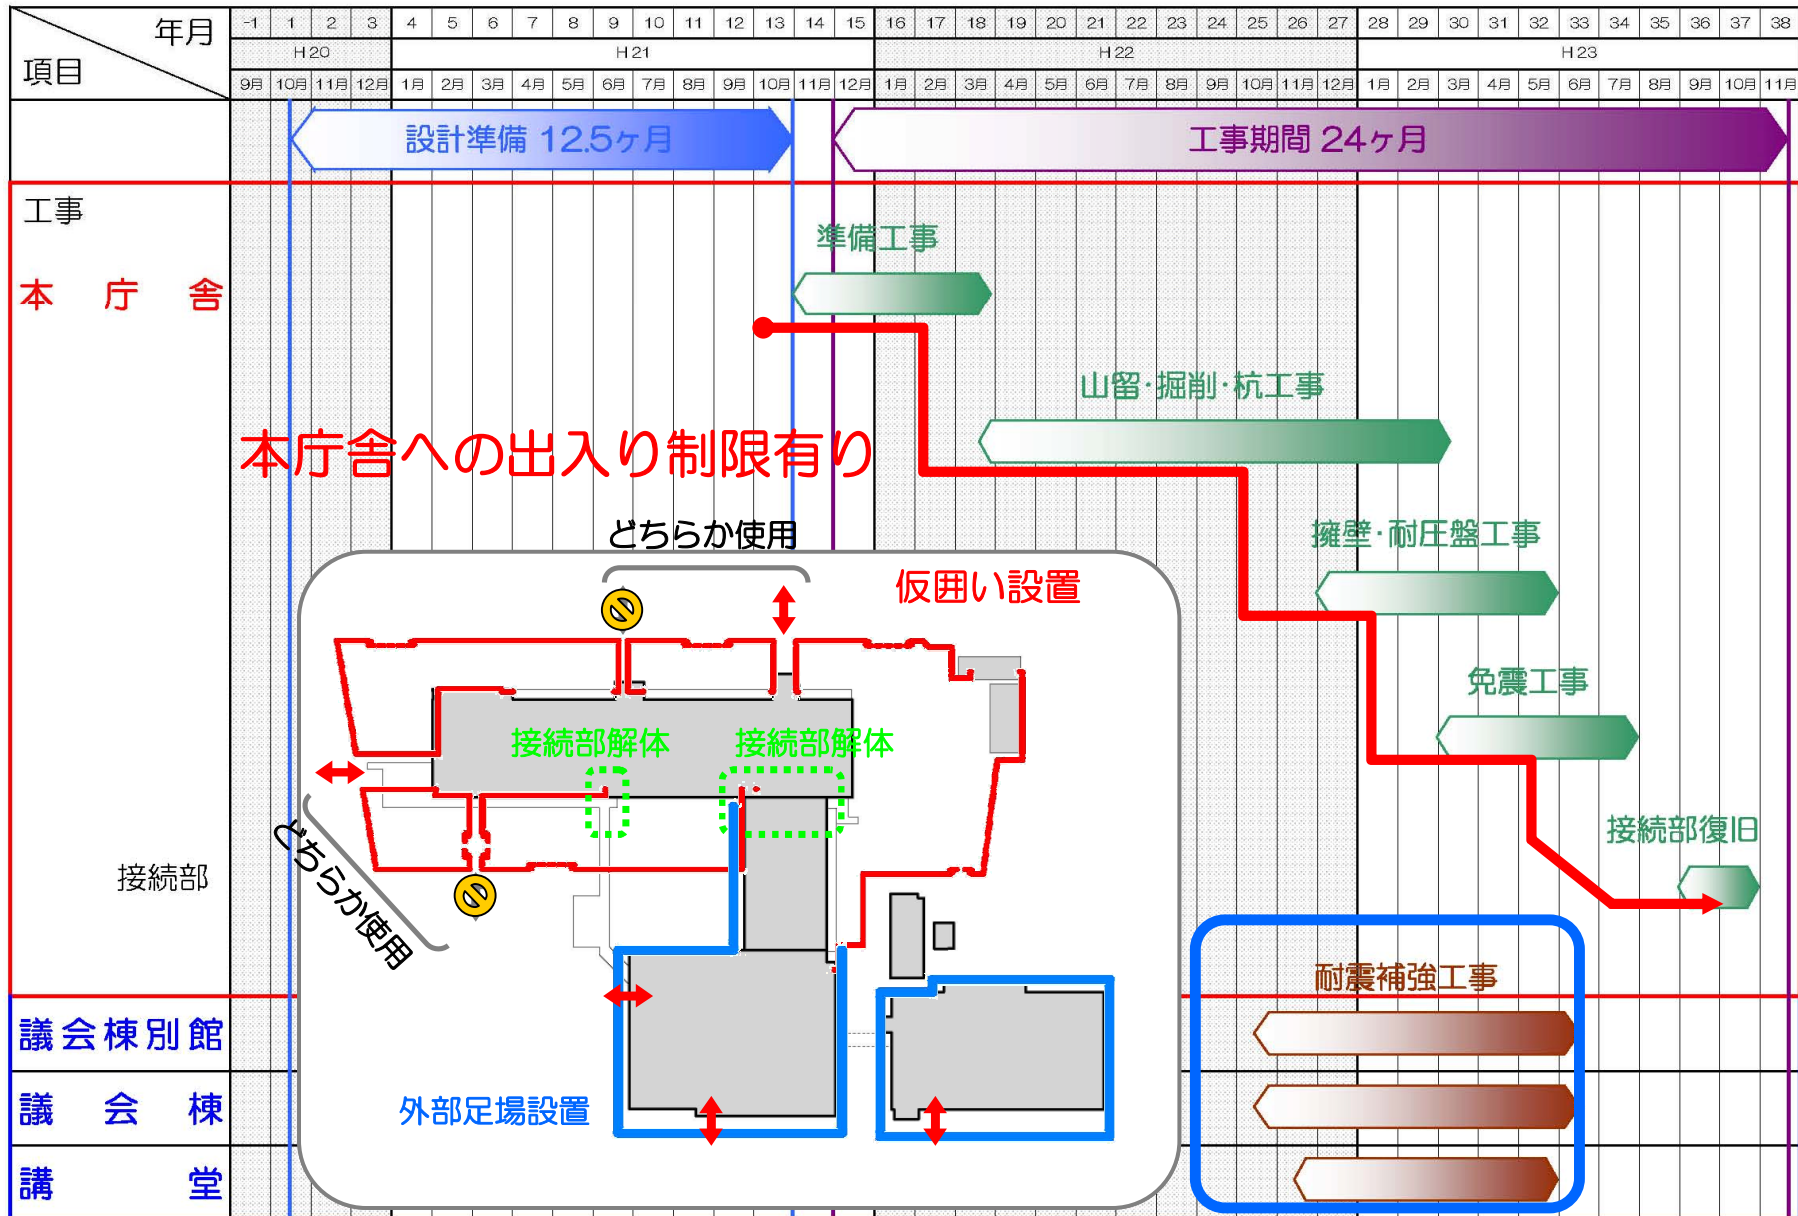 年月
項目
-1 1 2 3 4 5 6 7 8 9 10 11 12 13 14 15 16 17 18 19 20 21 22 23 24 25 26 27 28 29 30 31 32 33 34 35 36 37 38
H20 H21 H22 H23
9月 10月 11月 12月 1月 2月 3月 4月 5月 6月 7月 8月 9月 10月 11月 12月 1月 2月 3月 4月 5月 6月 7月 8月 9月 10月 11月 12月 1月 2月 3月 4月 5月 6月 7月 8月 9月 10月 11月
設計準備 12.5ヶ月
工事期間 24ヶ月
工事
準備工事
本庁舎
山留・掘削・杭工事
本庁舎への出入り制限有り
どちらか使用
擁壁・耐圧盤工事
仮囲い設置
免震工事
接続部解体
接続部解体
どちらか使用
接続部復旧
接続部
耐震補強工事
議会棟別館
議会棟
外部足場設置
講堂